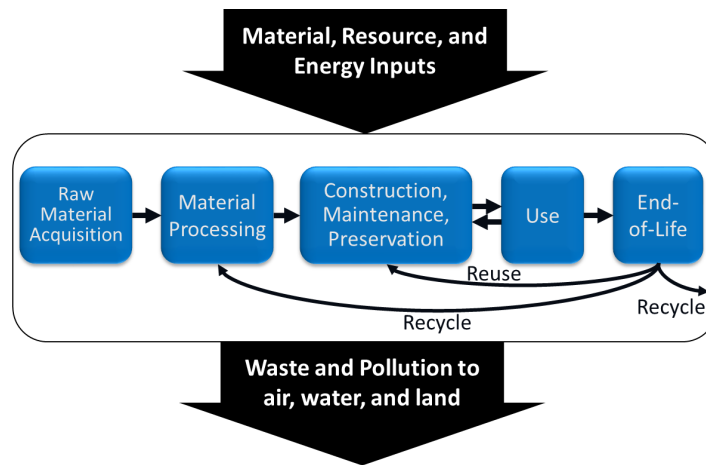 Material, Resource, and
Energy Inputs
Raw
Material
Acquisition
Material
Processing
Construction,
Maintenance,
Preservation
Use
End-
of-Life
Reuse
Recycle
Recycle
Waste and Pollution to
air, water, and land